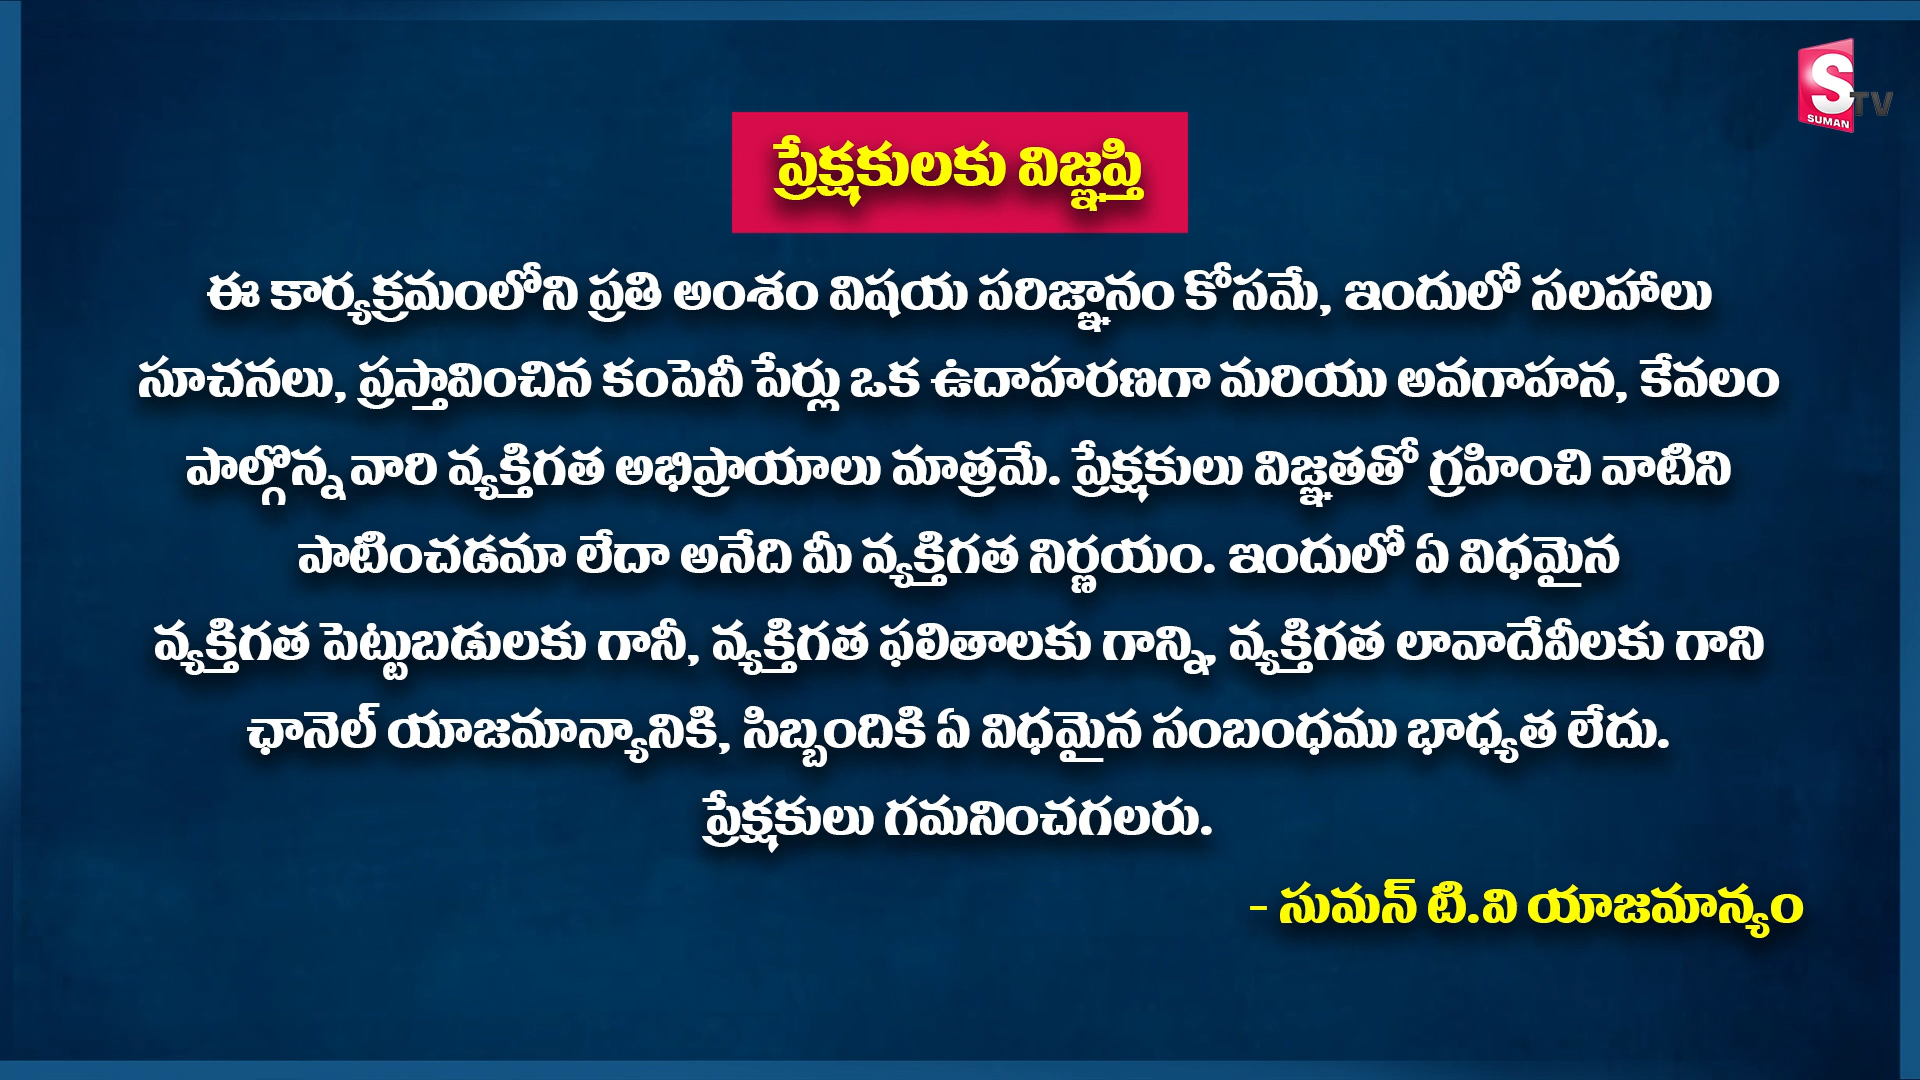 S TV
SUMAN
ప్రేక్షకులకు విజ్ఞప్తి
ఈ కార్యక్రమంలోని ప్రతి అంశం విషయ పరిజ్ఞానం కోసమే, ఇందులో సలహాలు
సూచనలు, ప్రస్తావించిన కంపెనీ పేర్లు ఒక ఉదాహరణగా మరియు అవగాహన, కేవలం
పాల్గొన్న వారి వ్యక్తిగత అభిప్రాయాలు మాత్రమే. ప్రేక్షకులు విజ్ఞతతో గ్రహించి వాటిని
పాటించడమా లేదా అనేది మీ వ్యక్తిగత నిర్ణయం. ఇందులో ఏ విధమైన
వ్యక్తిగత పెట్టుబడులకు గానీ, వ్యక్తిగత ఫలితాలకు గాన్ని, వ్యక్తిగత లావాదేవీలకు గాని
ఛానెల్ యాజమాన్యానికి, సిబ్బందికి ఏ విధమైన సంబంధము భాధ్యత లేదు.
ప్రేక్షకులు గమనించగలరు.
- సుమన్ టి.వి యాజమాన్యం